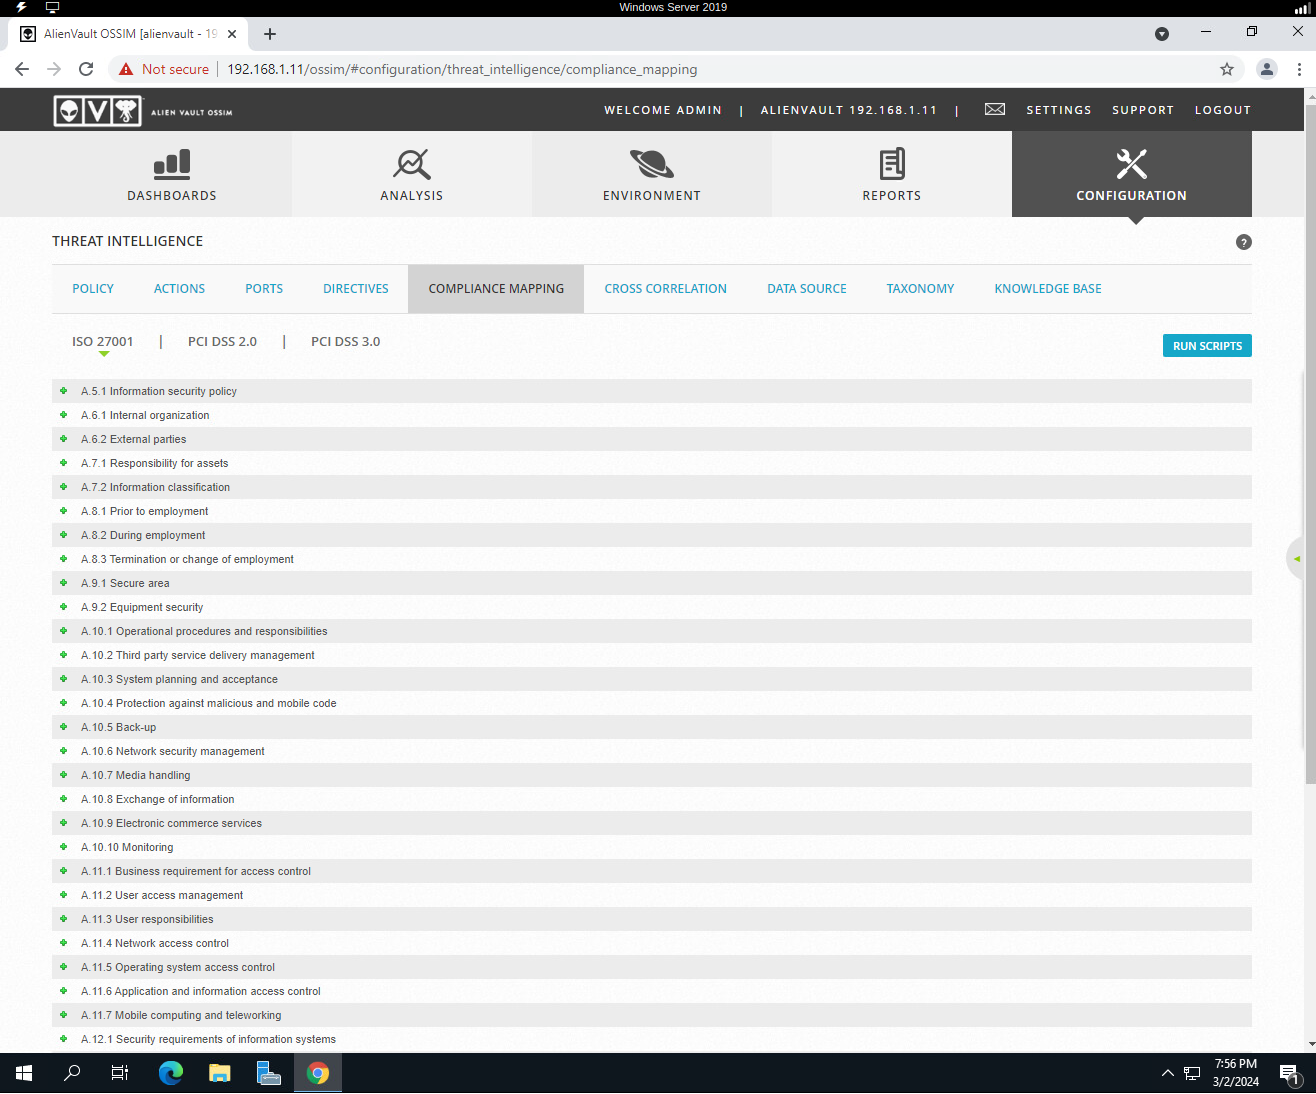 Windows Server 2019
AlienVault OSSIM [alienvault - 19
Not secure
192.168.1.11/ossim/#configuration/threat_intelligence/compliance_mapping
ALIEN VAULT OSSIM
WELCOME ADMIN | ALIENVAULT 192.168.1.11 | SETTINGS SUPPORT LOGOUT
DASHBOARDS ANALYSIS ENVIRONMENT REPORTS CONFIGURATION
THREAT INTELLIGENCE
?
POLICY ACTIONS PORTS DIRECTIVES COMPLIANCE MAPPING CROSS CORRELATION DATA SOURCE TAXONOMY KNOWLEDGE BASE
ISO 27001 | PCI DSS 2.0 | PCI DSS 3.0
RUN SCRIPTS
A.5.1 Information security policy
A.6.1 Internal organization
A.6.2 External parties
A.7.1 Responsibility for assets
A.7.2 Information classification
A.8.1 Prior to employment
A.8.2 During employment
A.8.3 Termination or change of employment
A.9.1 Secure area
A.9.2 Equipment security
A.10.1 Operational procedures and responsibilities
A.10.2 Third party service delivery management
A.10.3 System planning and acceptance
A.10.4 Protection against malicious and mobile code
A.10.5 Back-up
A.10.6 Network security management
A.10.7 Media handling
A.10.8 Exchange of information
A.10.9 Electronic commerce services
A.10.10 Monitoring
A.11.1 Business requirement for access control
A.11.2 User access management
A.11.3 User responsibilities
A.11.4 Network access control
A.11.5 Operating system access control
A.11.6 Application and information access control
A.11.7 Mobile computing and teleworking
A.12.1 Security requirements of information systems
7:56 PM
3/2/2024
1